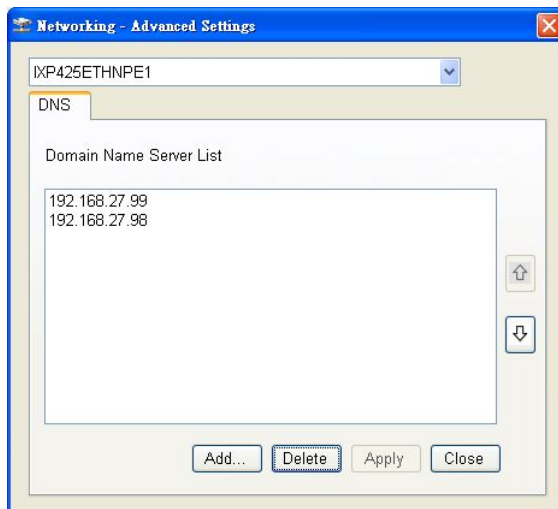 Networking - Advanced Settings
IXP425ETHNPE1
DNS
Domain Name Server List
192.168.27.99
192.168.27.98
Add... Delete Apply Close